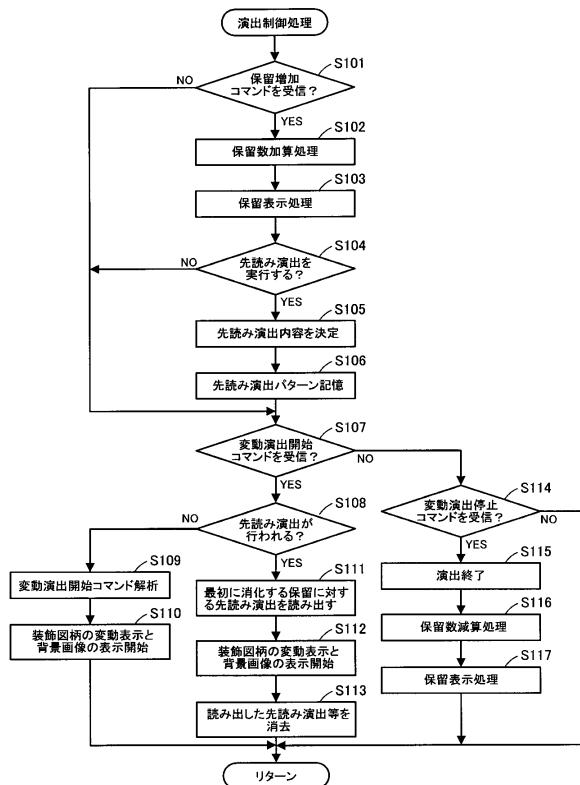 演出制御処理
S101
保留増加
コマンドを受信？
NO
YES
S102
保留数加算処理
S103
保留表示処理
S104
先読み演出を
実行する？
NO
YES
S105
先読み演出内容を決定
S106
先読み演出パターン記憶
S107
変動演出開始
コマンドを受信？
NO
YES
S108
先読み演出が
行われる？
NO
YES
S109
変動演出開始コマンド解析
S110
装飾図柄の変動表示と
背景画像の表示開始
S111
最初に消化する保留に対
する先読み演出を読み出す
S112
装飾図柄の変動表示と
背景画像の表示開始
S113
読み出した先読み演出等を
消去
S114
変動演出停止
コマンドを受信？
NO
YES
S115
演出終了
S116
保留数減算処理
S117
保留表示処理
リターン